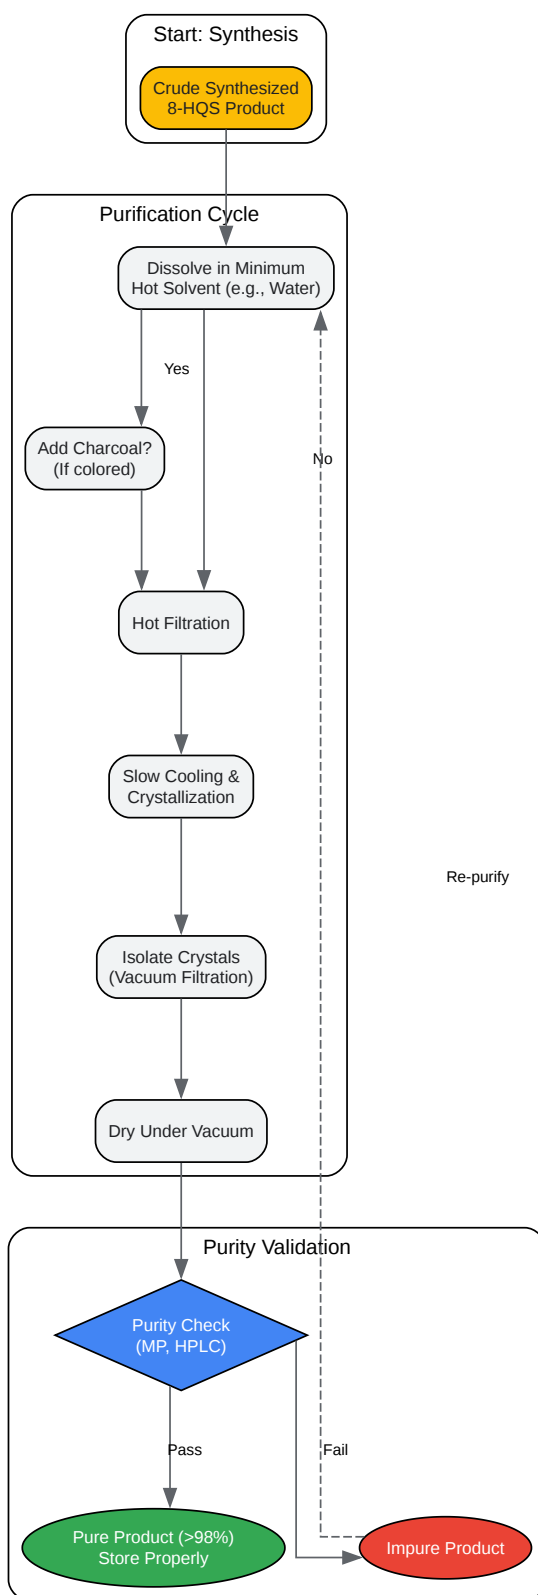 Start: Synthesis
Crude Synthesized
8-HQS Product
Purification Cycle
Dissolve in Minimum
Hot Solvent (e.g., Water)
Yes
Add Charcoal?
(If colored)
No
Hot Filtration
Slow Cooling &
Crystallization
Re-purify
Isolate Crystals
(Vacuum Filtration)
Dry Under Vacuum
Purity Validation
Purity Check
(MP, HPLC)
Pass
Fail
Pure Product (>98%)
Store Properly
Impure Product